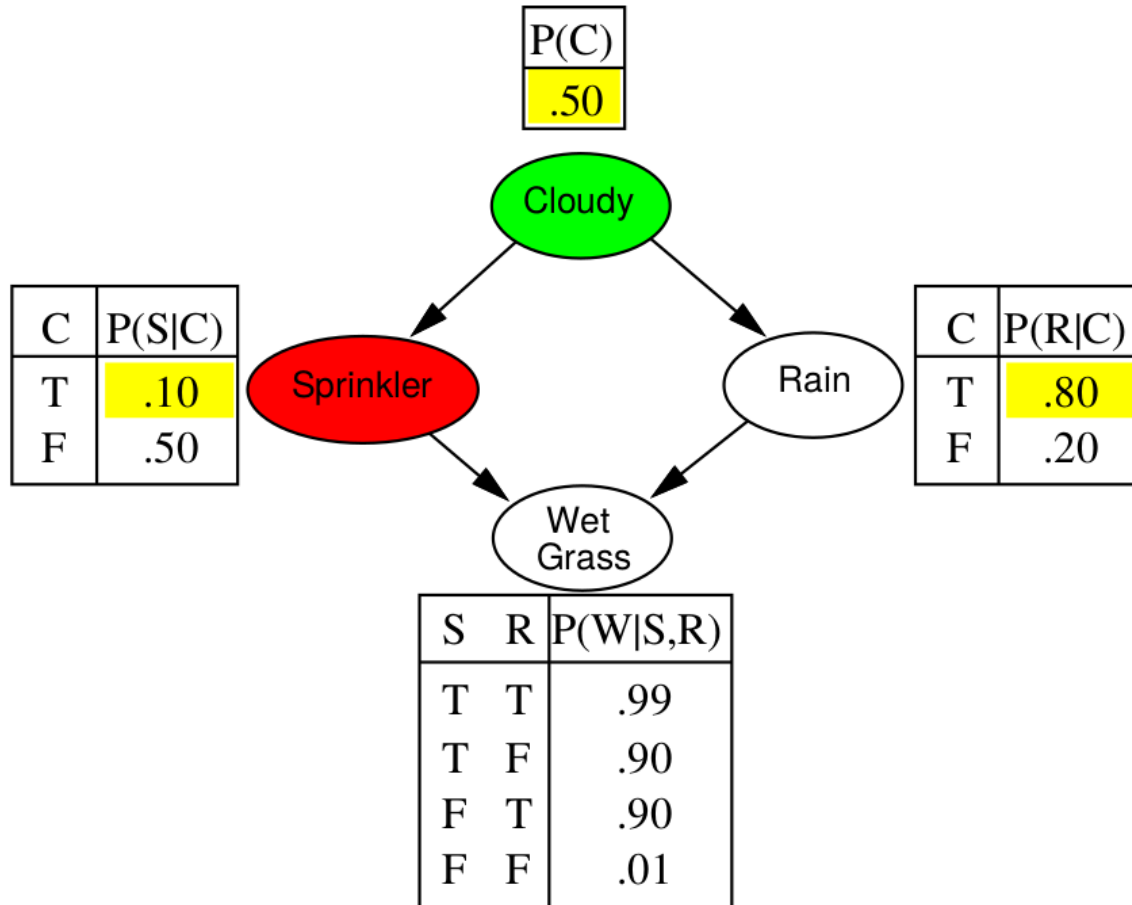 P(C)
.50
Cloudy
C P(S|C)
T .10
F .50
Sprinkler
Rain
C P(R|C)
T .80
F .20
Wet
Grass
S R P(W|S,R)
T T .99
T F .90
F T .90
F F .01